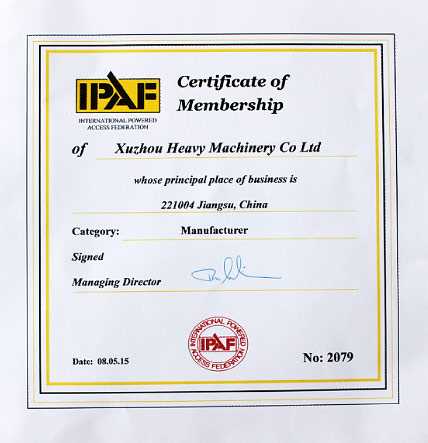 IPAF
INTERNATIONAL POWERED
ACCESS FEDERATION
Certificate of
Membership
of Xuzhou Heavy Machinery Co Ltd
whose principal place of business is
221004 Jiangsu, China
Category: Manufacturer
Signed
Managing Director
INTERNATIONAL POWERED
IPAF
ACCESS FEDERATION
Date: 08.05.15
No: 2079